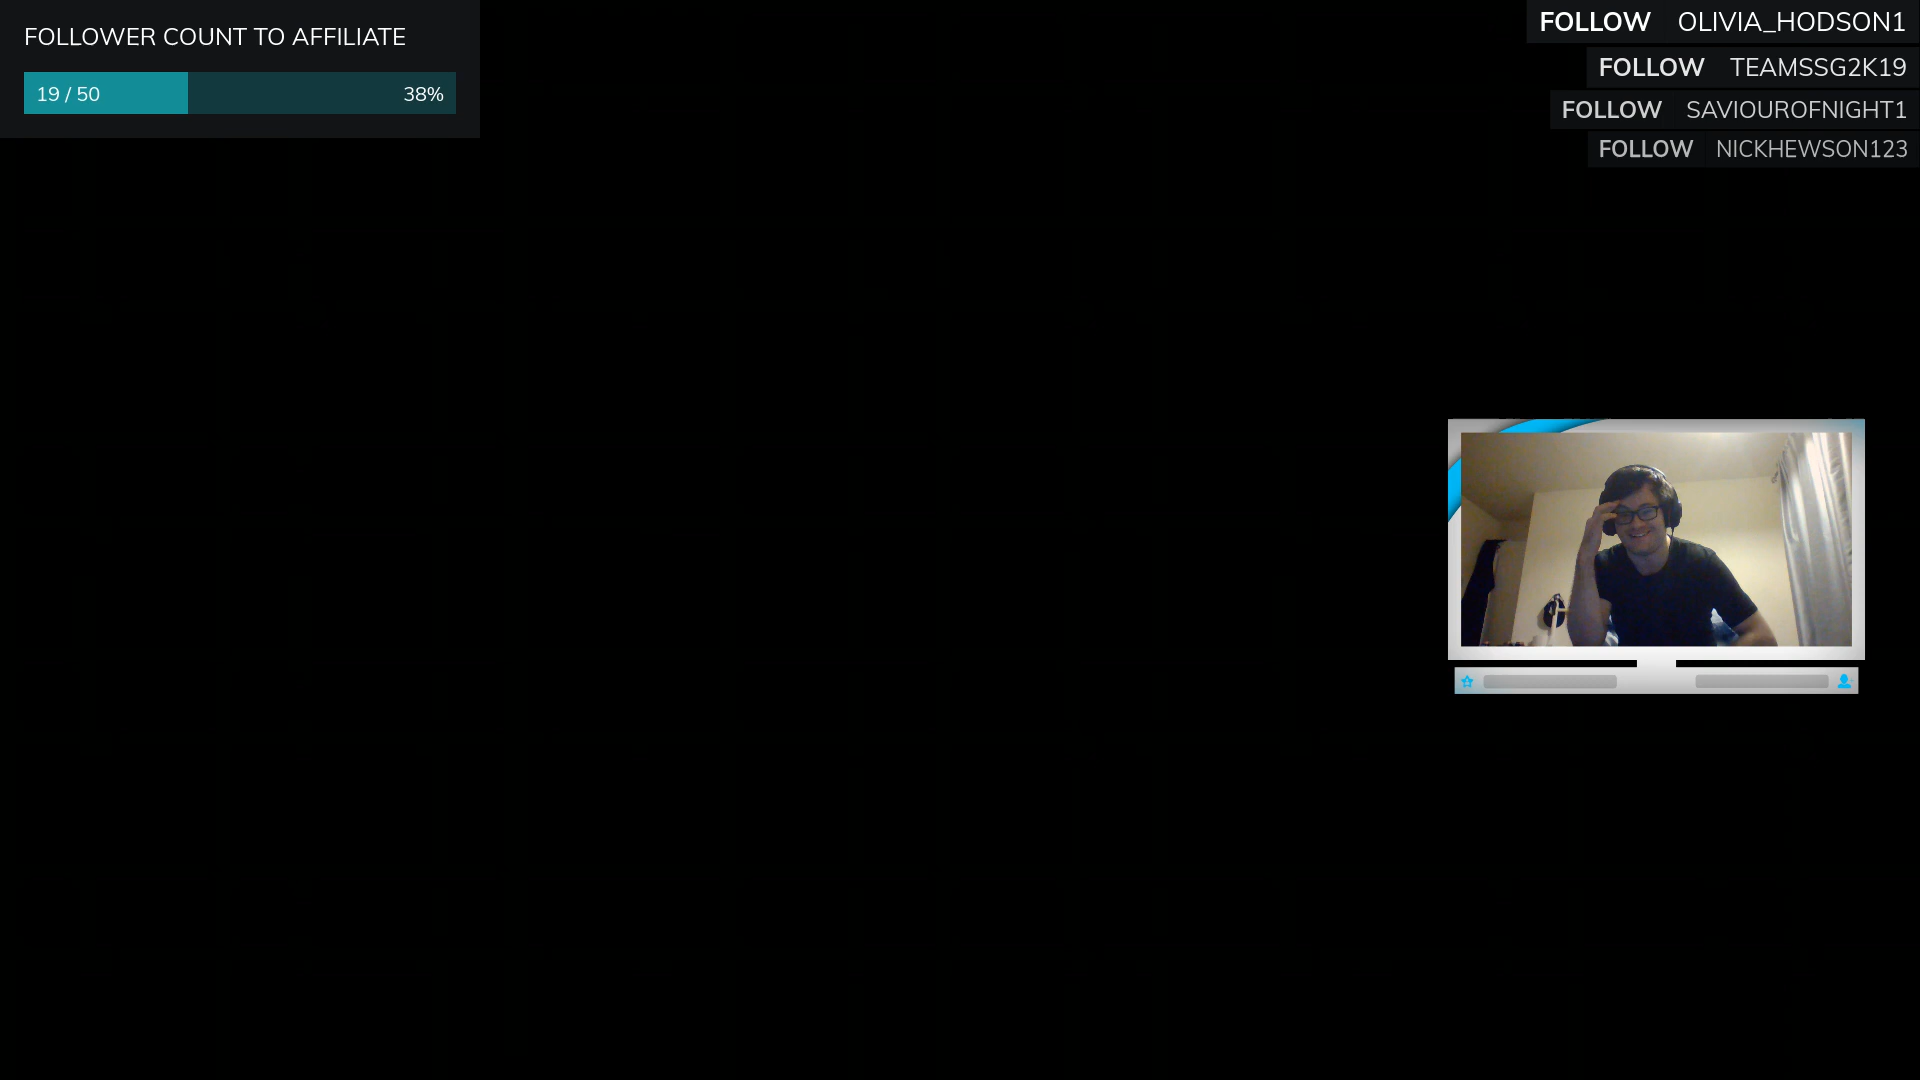 FOLLOWER COUNT TO AFFILIATE
19 / 50 38%
FOLLOW OLIVIA_HODSON1
FOLLOW TEAMSSG2K19
FOLLOW SAVIOUROFNIGHT1
FOLLOW NICKHEWSON123